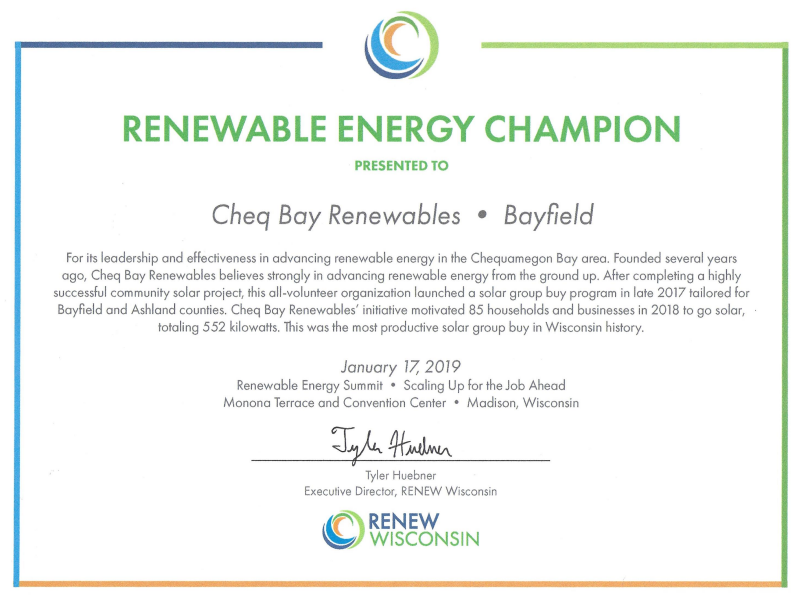 RENEWABLE ENERGY CHAMPION
PRESENTED TO
Cheq Bay Renewables • Bayfield
For its leadership and effectiveness in advancing renewable energy in the Chequamegon Bay area. Founded several years
ago, Cheq Bay Renewables believes strongly in advancing renewable energy from the ground up. After completing a highly
successful community solar project, this all-volunteer organization launched a solar group buy program in late 2017 tailored for
Bayfield and Ashland counties. Cheq Bay Renewables' initiative motivated 85 households and businesses in 2018 to go solar,
totaling 552 kilowatts. This was the most productive solar group buy in Wisconsin history.
January 17, 2019
Renewable Energy Summit • Scaling Up for the Job Ahead
Monona Terrace and Convention Center • Madison, Wisconsin
Tyler Huebner
Tyler Huebner
Executive Director, RENEW Wisconsin
RENEW
WISCONSIN